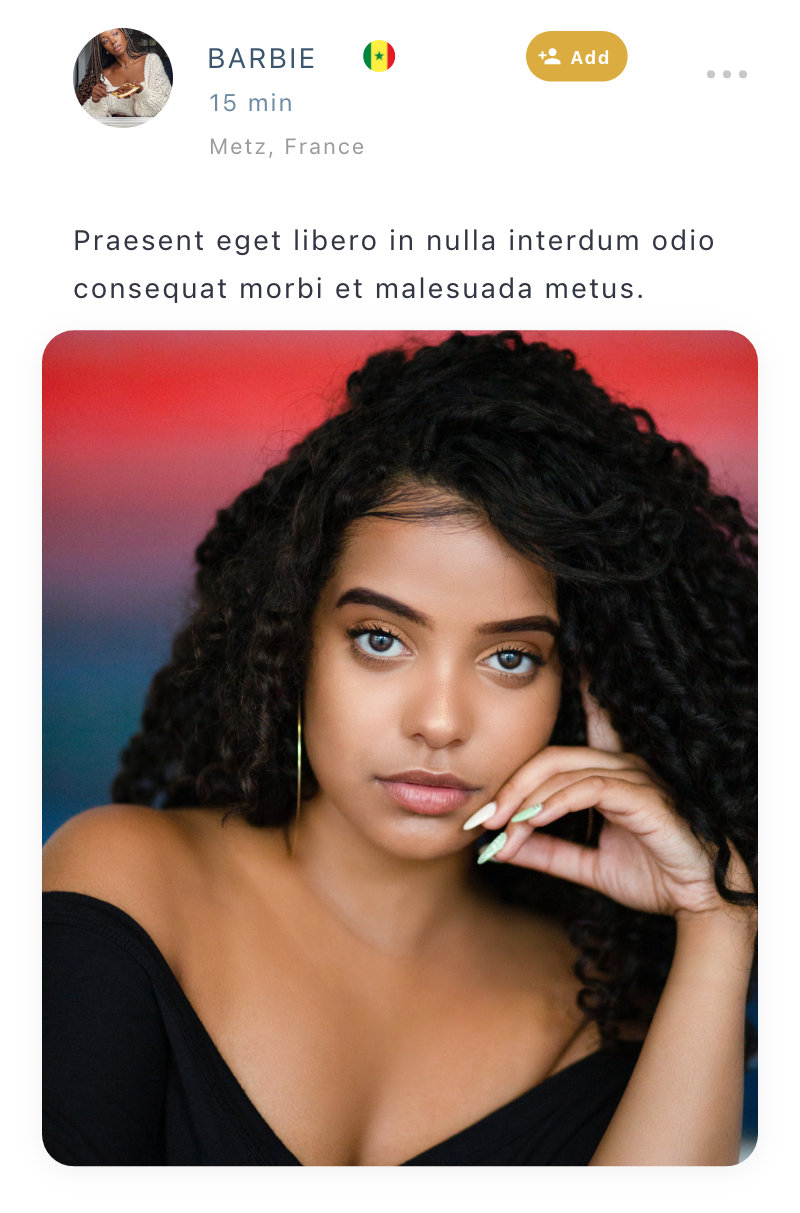 BARBIE
Add
15 min
Metz, France
Praesent eget libero in nulla interdum odio
consequat morbi et malesuada metus.